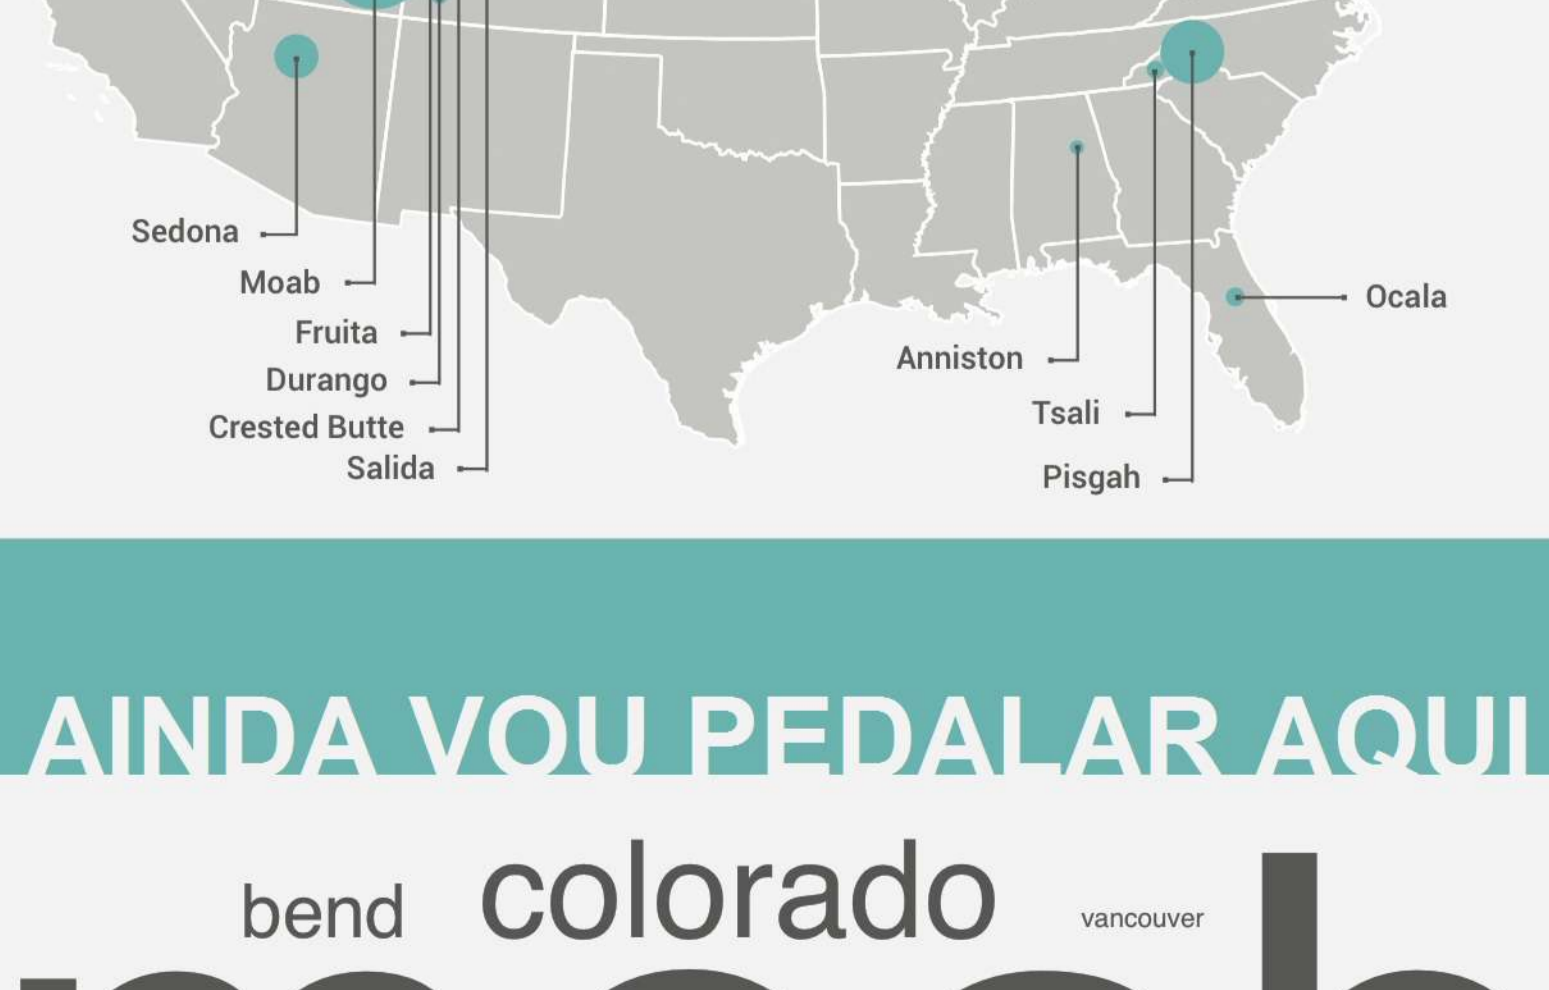 Sedona
Moab
Fruita
Durango
Crested Butte
Salida
Ocala
Anniston
Tsali
Pisgah
AINDA VOU PEDALAR AQUI
bend colorado vancouver